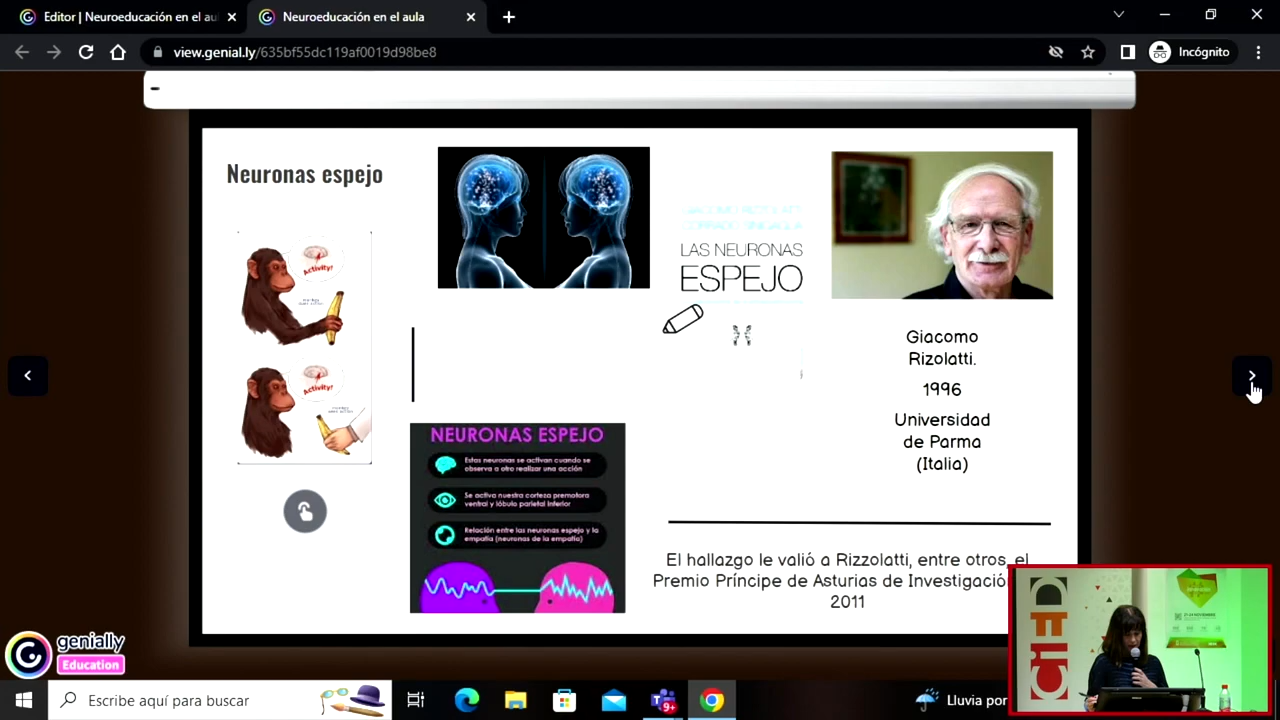 Editor | Neuroeducación en el au
Neuroeducación en el aula
view.genial.ly/635bf55dc119af0019d98be8
Incógnito
Neuronas espejo
Activity!
Activity!
LAS NEURONAS
ESPEJO
NEURONAS ESPEJO
Estas neuronas se activan cuando se
observa a otro realizar una acción
Se activa nuestra corteza premotora
ventral y lóbulo parietal inferior
Relación entre las neuronas espejo y la
empatía (neuronas de la empatía)
Giacomo
Rizolatti.
1996
Universidad
de Parma
(Italia)
El hallazgo le valió a Rizzolatti, entre otros, el
Premio Príncipe de Asturias de Investigació
2011
genially
Education
Escribe aquí para buscar
9+
Lluvia por